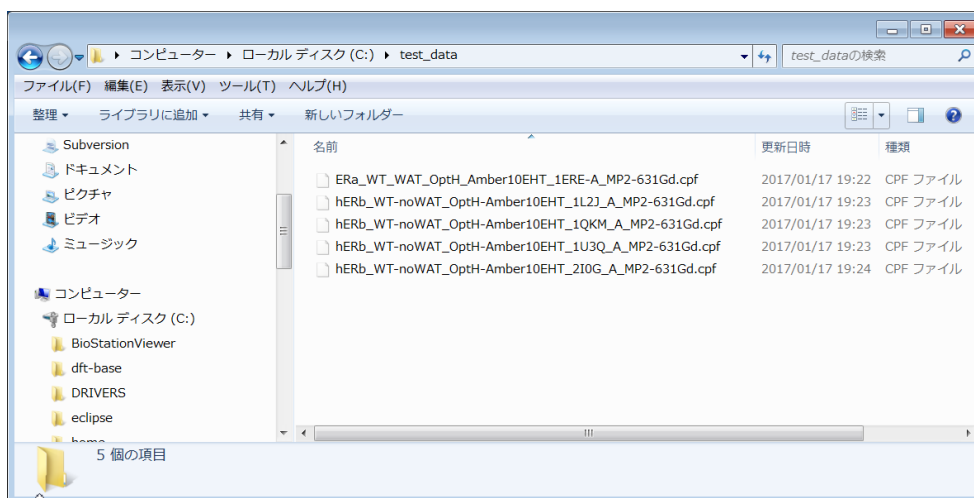 コンピューター ローカル ディスク (C:) test_data
test_dataの検索
ファイル(F) 編集(E) 表示(V) ツール(T) ヘルプ(H)
整理 ライブラリに追加 共有 新しいフォルダー
Subversion
ドキュメント
ピクチャ
ビデオ
ミュージック
コンピューター
ローカル ディスク (C:)
BioStationViewer
dft-base
DRIVERS
eclipse
名前 更新日時 種類
ERa_WT_WAT_OptH_Amber10EHT_1ERE-A_MP2-631Gd.cpf 2017/01/17 19:22 CPF ファイル
hERb_WT-noWAT_OptH-Amber10EHT_1L2J_A_MP2-631Gd.cpf 2017/01/17 19:23 CPF ファイル
hERb_WT-noWAT_OptH-Amber10EHT_1QKM_A_MP2-631Gd.cpf 2017/01/17 19:23 CPF ファイル
hERb_WT-noWAT_OptH-Amber10EHT_1U3Q_A_MP2-631Gd.cpf 2017/01/17 19:23 CPF ファイル
hERb_WT-noWAT_OptH-Amber10EHT_2I0G_A_MP2-631Gd.cpf 2017/01/17 19:24 CPF ファイル
5 個の項目